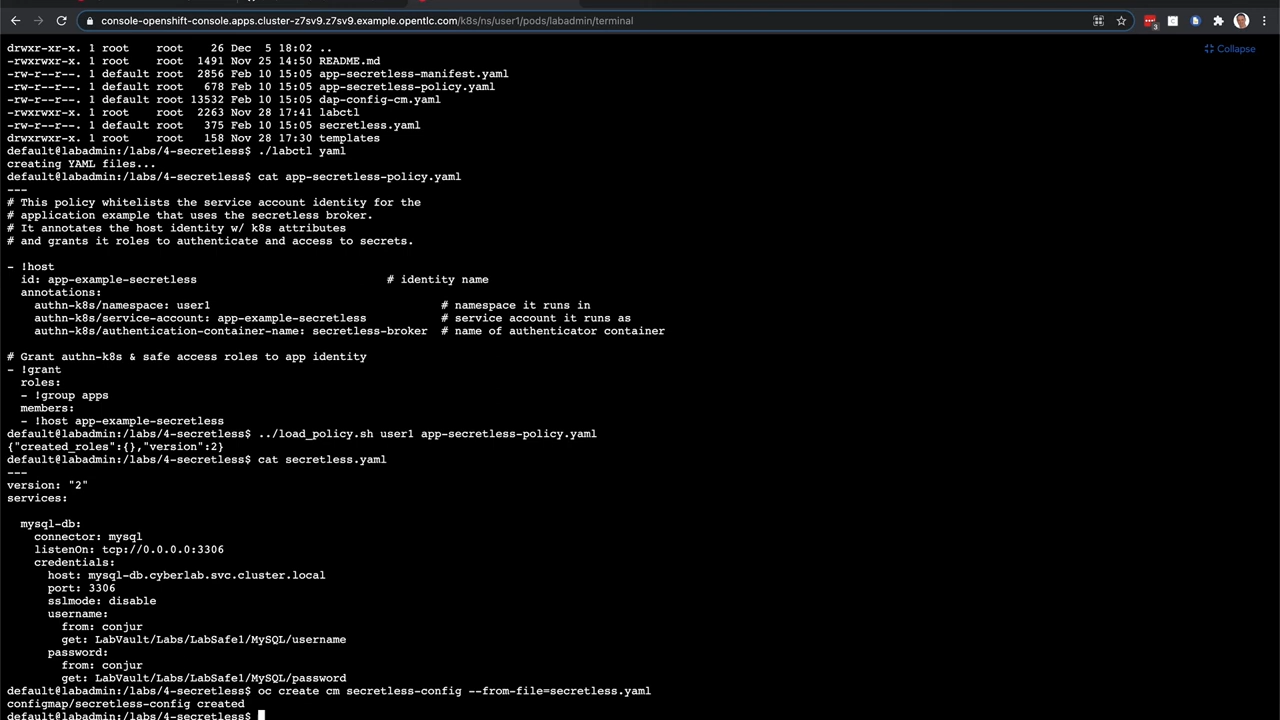 console-openshift-console.apps.cluster-z7sv9.z7sv9.example.opentlc.com/k8s/ns/user1/pods/labadmin/terminal
3
Collapse
drwxr-xr-x. 1 root    root    26 Dec  5 18:02 ..
-rwxrwxr-x. 1 root    root  1491 Nov 25 14:50 README.md
-rw-r--r--. 1 default root  2856 Feb 10 15:05 app-secretless-manifest.yaml
-rw-r--r--. 1 default root   678 Feb 10 15:05 app-secretless-policy.yaml
-rw-r--r--. 1 default root 13532 Feb 10 15:05 dap-config-cm.yaml
-rwxrwxr-x. 1 root    root  2263 Nov 28 17:41 labctl
-rw-r--r--. 1 default root   375 Feb 10 15:05 secretless.yaml
drwxrwxr-x. 1 root    root   158 Nov 28 17:30 templates
default@labadmin:/labs/4-secretless$ ./labctl yaml
creating YAML files...
default@labadmin:/labs/4-secretless$ cat app-secretless-policy.yaml
---
# This policy whitelists the service account identity for the
# application example that uses the secretless broker.
# It annotates the host identity w/ k8s attributes
# and grants it roles to authenticate and access to secrets.
- !host
  id: app-example-secretless                             # identity name
  annotations:
    authn-k8s/namespace: user1                                   # namespace it runs in
    authn-k8s/service-account: app-example-secretless           # service account it runs as
    authn-k8s/authentication-container-name: secretless-broker  # name of authenticator container
# Grant authn-k8s & safe access roles to app identity
- !grant
  roles:
  - !group apps
  members:
  - !host app-example-secretless
default@labadmin:/labs/4-secretless$ ../load_policy.sh user1 app-secretless-policy.yaml
{"created_roles":{},"version":2}
default@labadmin:/labs/4-secretless$ cat secretless.yaml
---
version: "2"
services:
  mysql-db:
    connector: mysql
    listenOn: tcp://0.0.0.0:3306
    credentials:
      host: mysql-db.cyberlab.svc.cluster.local
      port: 3306
      sslmode: disable
      username:
        from: conjur
        get: LabVault/Labs/LabSafe1/MySQL/username
      password:
        from: conjur
        get: LabVault/Labs/LabSafe1/MySQL/password
default@labadmin:/labs/4-secretless$ oc create cm secretless-config --from-file=secretless.yaml
configmap/secretless-config created
default@labadmin:/labs/4-secretless$